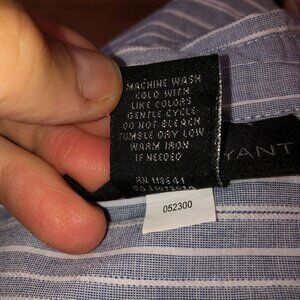 MACHINE WASH
COLD WITH
LIKE COLORS
GENTLE CYCLE
DO NOT BLEACH
TUMBLE DRY LOW
WARM IRON
IF NEEDED
YANT
RN
052300